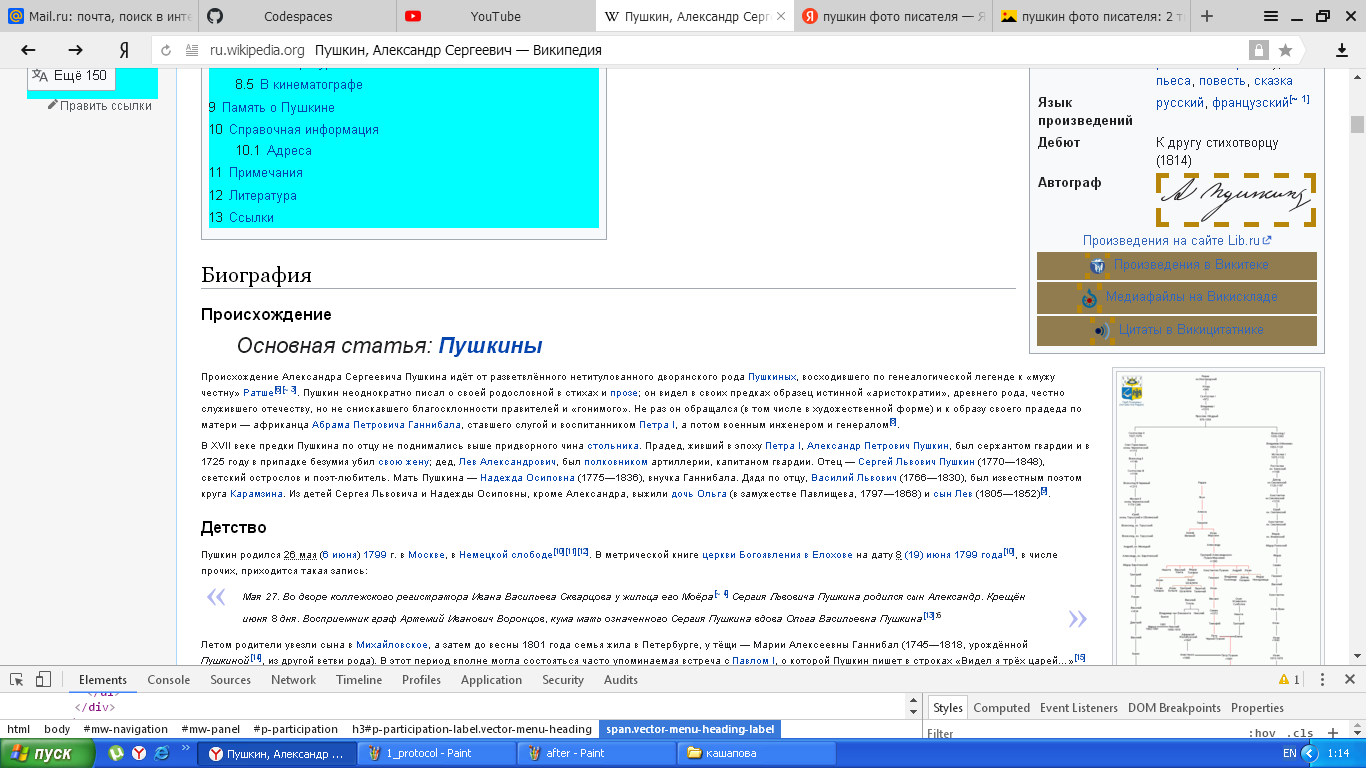 Mail.ru: почта, поиск в инте
Codespaces
YouTube
Пушкин, Александр Серг
пушкин фото писателя — Я
пушкин фото писателя: 2 т
Я
ru.wikipedia.org Пушкин, Александр Сергеевич — Википедия
Ещё 150
Править ссылки
8.5 В кинематографе
9 Память о Пушкине
10 Справочная информация
10.1 Адреса
11 Примечания
12 Литература
13 Ссылки
пьеса, повесть, сказка
Язык произведений
русский, французский[~ 1]
Дебют
К другу стихотворцу
(1814)
Автограф
А Пушкин
Произведения на сайте Lib.ru
Произведения в Викитеке
Медиафайлы на Викискладе
Цитаты в Викицитатнике
Биография
Происхождение
Основная статья: Пушкины
Происхождение Александра Сергеевича Пушкина идёт от разветвлённого нетитулованного дворянского рода Пушкиных, восходившего по генеалогической легенде к «мужу
честну» Ратше[6][~ 3]. Пушкин неоднократно писал о своей родословной в стихах и прозе; он видел в своих предках образец истинной «аристократии», древнего рода, честно
служившего отечеству, но не снискавшего благосклонности правителей и «гонимого». Не раз он обращался (в том числе в художественной форме) и к образу своего прадеда по
матери — африканца Абрама Петровича Ганнибала, ставшего слугой и воспитанником Петра I, а потом военным инженером и генералом
В XVII веке предки Пушкина по отцу не поднимались выше придворного чина стольника. Прадед, живший в эпоху Петра I, Александр Петрович Пушкин, был сержантом гвардии и в
1725 году в припадке безумия убил свою жену; дед, Лев Александрович, был полковником артиллерии, капитаном гвардии. Отец — Сергей Львович Пушкин (1770—1848),
светский острослов и поэт-любитель. Мать Пушкина — Надежда Осиповна (1775—1836), внучка Ганнибала. Дядя по отцу, Василий Львович (1766—1830), был известным поэтом
круга Карамзина. Из детей Сергея Львовича и Надежды Осиповны, кроме Александра, выжили дочь Ольга (в замужестве Павлищева, 1797—1868) и сын Лев (1805—1852)
Детство
Пушкин родился 26 мая (6 июня) 1799 г. в Москве, в Немецкой слободе[10][11][12]. В метрической книге церкви Богоявления в Елохове на дату 8 (19) июня 1799 года[10], в числе
прочих, приходится такая запись:
« Мая 27. Во дворе коллежского регистратора Ивана Васильева Скворцова у жильца его Моёра Сергия Львовича Пушкина родился сын Александр. Крещён
июня 8 дня. Восприемник граф Артемий Иванович Воронцов, кума мать означенного Сергия Пушкина вдова Ольга Васильевна Пушкина[13]:6 »
Летом родители увезли сына в Михайловское, а затем до весны 1801 года семья жила в Петербурге, у тёщи — Марии Алексеевны Ганнибал (1745—1818, урождённой
Пушкиной[14], из другой ветви рода). В этот период вполне могла состояться часто упоминаемая встреча с Павлом I, о которой Пушкин пишет в строках «Видел я трёх царей…»[15]
Elements Console Sources Network Timeline Profiles Application Security Audits
1
</div>
Styles Computed Event Listeners DOM Breakpoints Properties
html body #mw-navigation #mw-panel #p-participation h3#p-participation-label.vector-menu-heading span.vector-menu-heading-label
Filter
:hov .cls
пуск
Пушкин, Александр ...
1_protocol - Paint
after - Paint
кашапова
EN
1:14